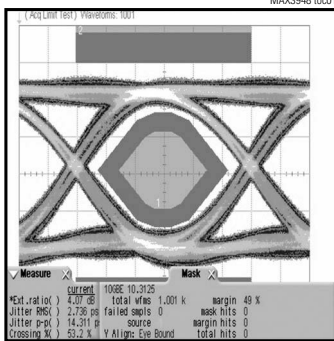 MAX3948 toc01
(Acq Limit Test) Waveforms: 1001
2
1
Measure
current
*Ext.ratio( ) 4.07 dB
Jitter RMS( ) 2.736 ps
Jitter p-p( ) 14.311 p
Crossing %( ) 53.2 %
Mask
10GBE 10.3125
total wfms 1.001 k margin 49 %
failed smpls 0 mask hits 0
source margin hits 0
Y Align: Eye Bound total hits 0